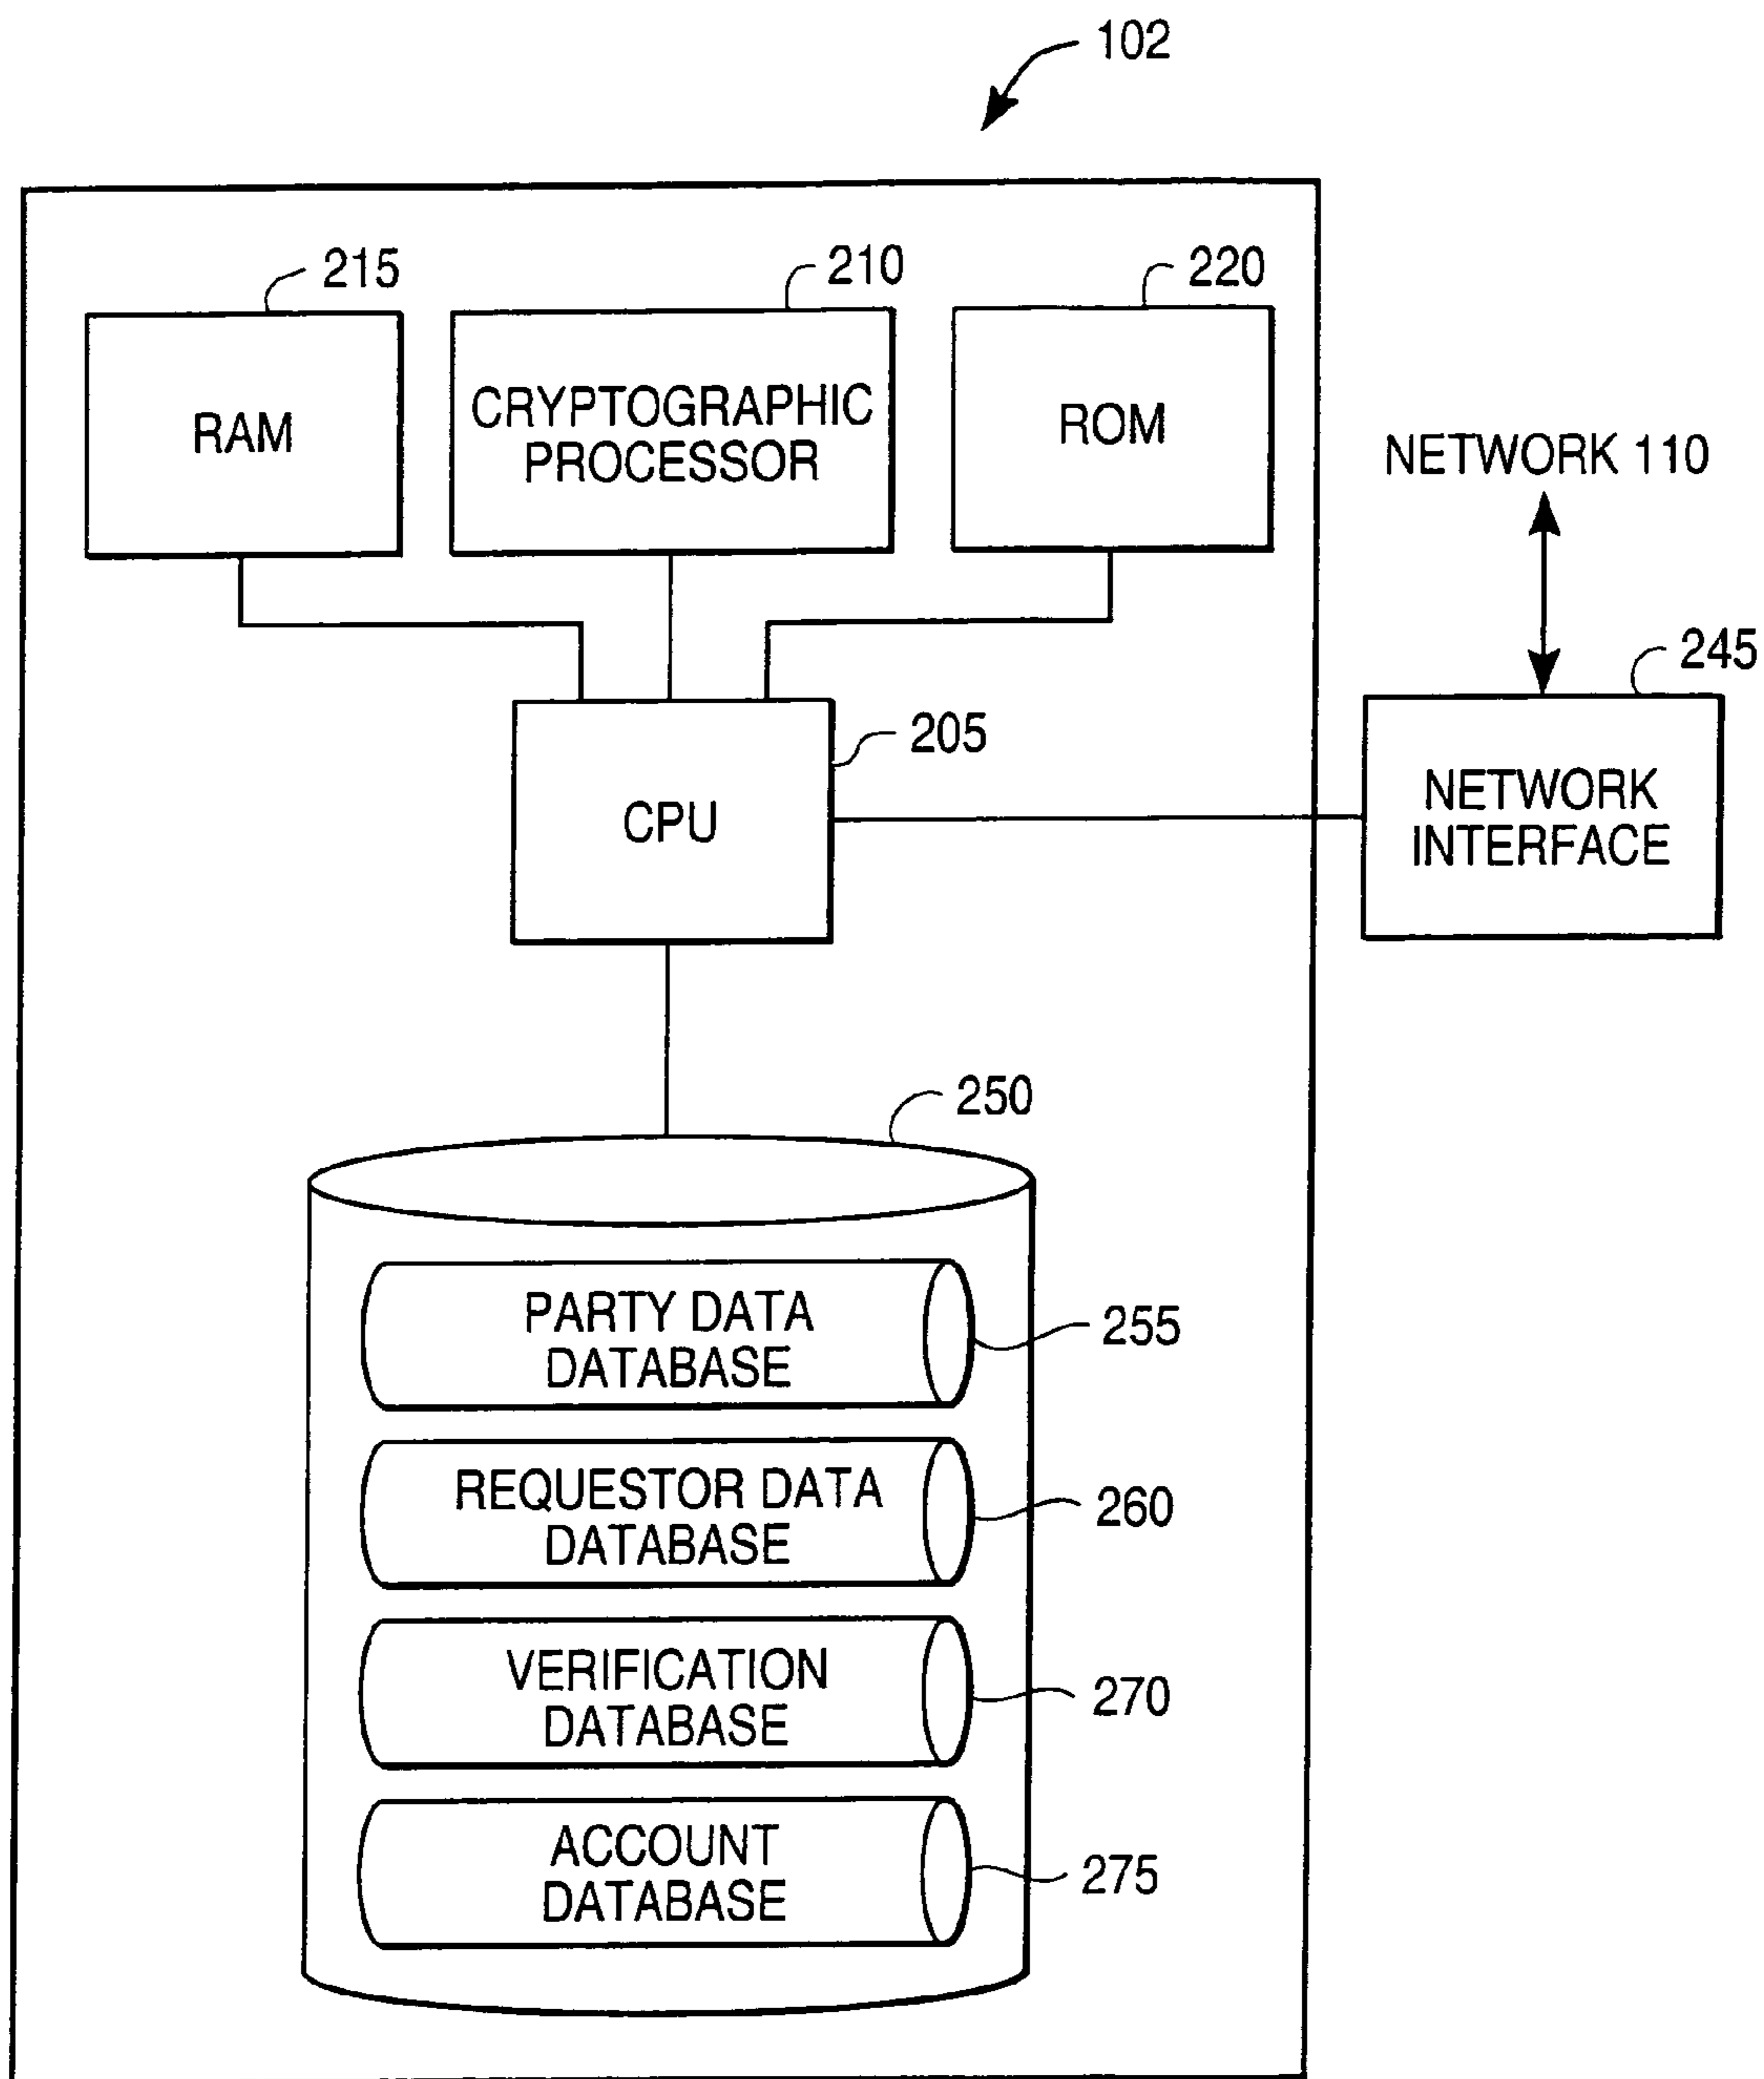 102
215
210
220
RAM
CRYPTOGRAPHIC
PROCESSOR
ROM
NETWORK 110
245
205
CPU
NETWORK
INTERFACE
250
PARTY DATA
DATABASE
255
REQUESTOR DATA
DATABASE
260
VERIFICATION
DATABASE
270
ACCOUNT
DATABASE
275